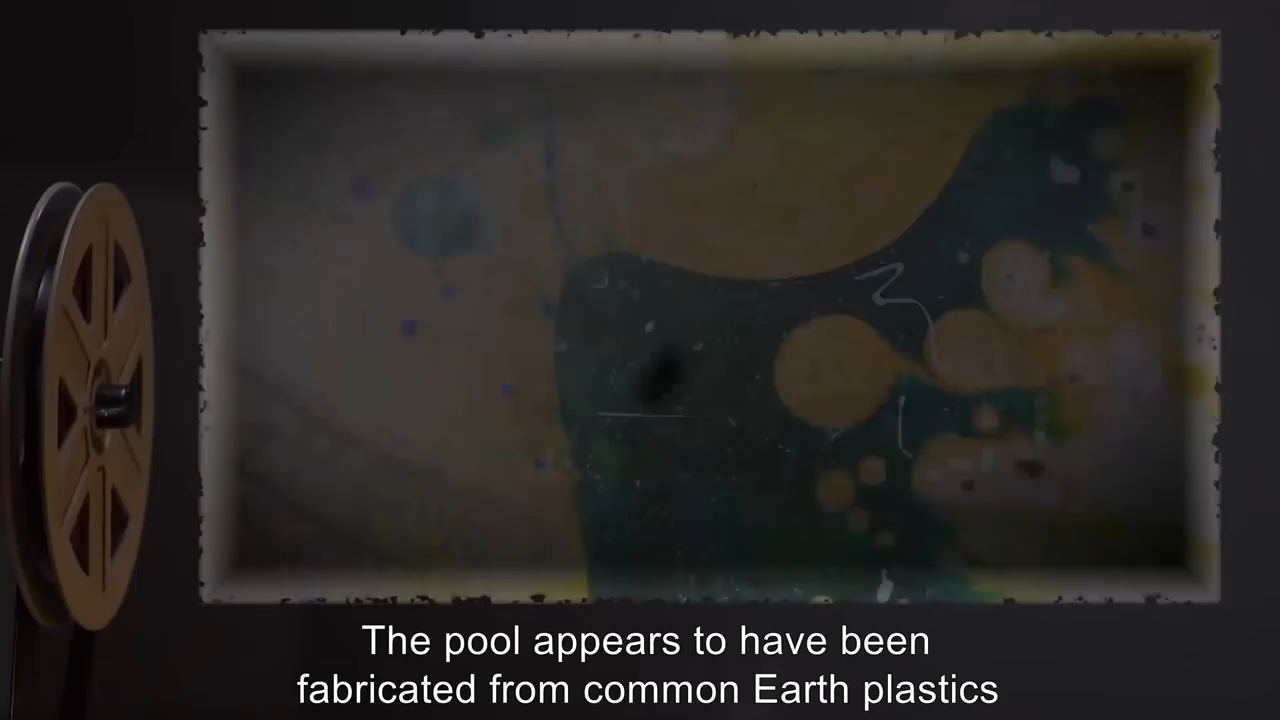 The pool appears to have been
fabricated from common Earth plastics